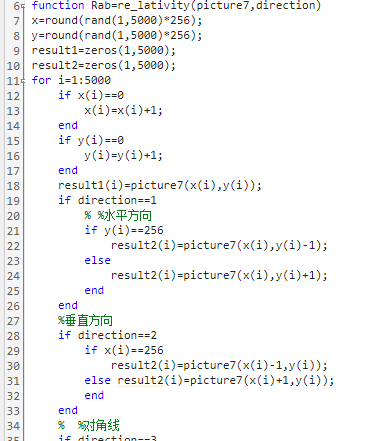 6 function Rab=re_lativity(picture7,direction)
7 x=round(rand(1,5000)*256);
8 y=round(rand(1,5000)*256);
9 result1=zeros(1,5000);
10 result2=zeros(1,5000);
11 for i=1:5000
12 if x(i)==0
13 x(i)=x(i)+1;
14 end
15 if y(i)==0
16 y(i)=y(i)+1;
17 end
18 result1(i)=picture7(x(i),y(i));
19 if direction==1
20 % %水平方向
21 if y(i)==256
22 result2(i)=picture7(x(i),y(i)-1);
23 else
24 result2(i)=picture7(x(i),y(i)+1);
25 end
26 end
27 %垂直方向
28 if direction==2
29 if x(i)==256
30 result2(i)=picture7(x(i)-1,y(i));
31 else result2(i)=picture7(x(i)+1,y(i));
32 end
33 end
34 % %对角线
35 if direction==3